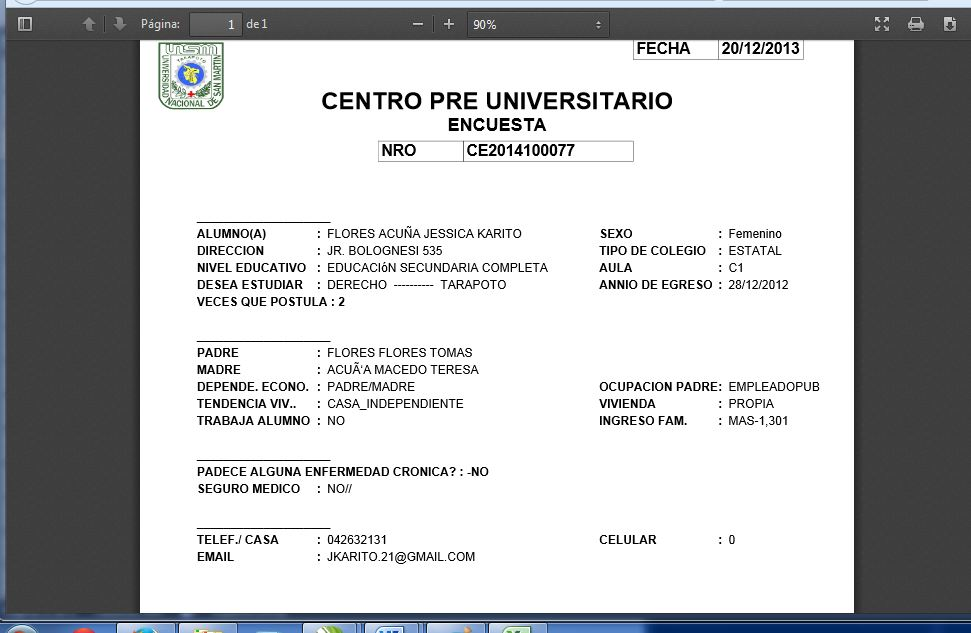 Página: 1 de 1 90%
UNSM
TARAPOTO
UNIVERSIDAD NACIONAL DE SAN MARTIN
FECHA 20/12/2013
CENTRO PRE UNIVERSITARIO
ENCUESTA
NRO CE2014100077
ALUMNO(A) : FLORES ACUÑA JESSICA KARITO SEXO : Femenino
DIRECCION : JR. BOLOGNESI 535 TIPO DE COLEGIO : ESTATAL
NIVEL EDUCATIVO : EDUCACIóN SECUNDARIA COMPLETA AULA : C1
DESEA ESTUDIAR : DERECHO ---------- TARAPOTO ANNIO DE EGRESO : 28/12/2012
VECES QUE POSTULA : 2
PADRE : FLORES FLORES TOMAS
MADRE : ACUÃ'A MACEDO TERESA
DEPENDE. ECONO. : PADRE/MADRE OCUPACION PADRE: EMPLEADOPUB
TENDENCIA VIV.. : CASA_INDEPENDIENTE VIVIENDA : PROPIA
TRABAJA ALUMNO : NO INGRESO FAM. : MAS-1,301
PADECE ALGUNA ENFERMEDAD CRONICA? : -NO
SEGURO MEDICO : NO//
TELEF./ CASA : 042632131 CELULAR : 0
EMAIL : JKARITO.21@GMAIL.COM